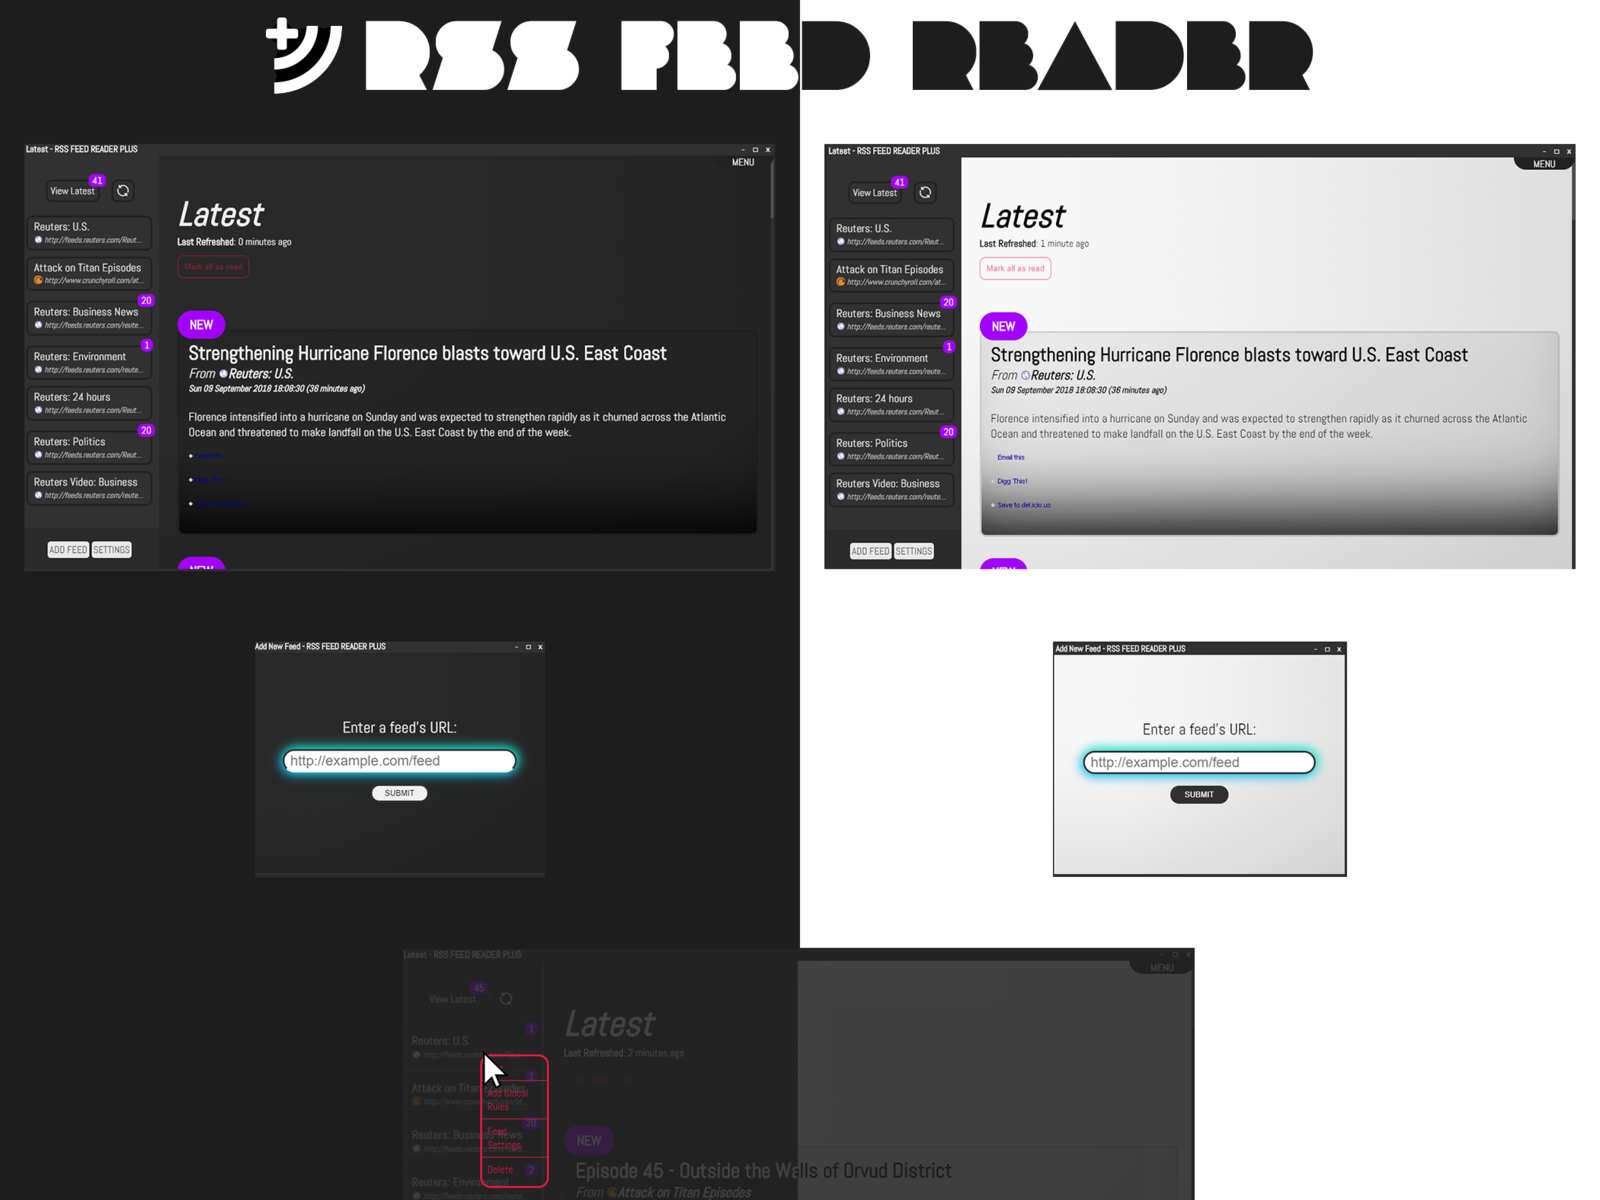 RSS FEED READER
Latest - RSS FEED READER PLUS
MENU
View Latest
41
Reuters: U.S.
http://feeds.reuters.com/Reut...
Attack on Titan Episodes
http://www.crunchyroll.com/at...
20
Reuters: Business News
http://feeds.reuters.com/reute...
1
Reuters: Environment
http://feeds.reuters.com/reute...
Reuters: 24 hours
http://feeds.reuters.com/Reut...
20
Reuters: Politics
http://feeds.reuters.com/Reut...
Reuters Video: Business
http://feeds.reuters.com/reute...
ADD FEED
SETTINGS
Latest
Last Refreshed: 0 minutes ago
Mark all as read
NEW
Strengthening Hurricane Florence blasts toward U.S. East Coast
From Reuters: U.S.
Sun 09 September 2018 18:08:30 (36 minutes ago)
Florence intensified into a hurricane on Sunday and was expected to strengthen rapidly as it churned across the Atlantic
Ocean and threatened to make landfall on the U.S. East Coast by the end of the week.
Digg This!
NEW
Latest - RSS FEED READER PLUS
MENU
View Latest
41
Reuters: U.S.
http://feeds.reuters.com/Reut...
Attack on Titan Episodes
http://www.crunchyroll.com/at...
20
Reuters: Business News
http://feeds.reuters.com/reute...
1
Reuters: Environment
http://feeds.reuters.com/reute...
Reuters: 24 hours
http://feeds.reuters.com/Reut...
20
Reuters: Politics
http://feeds.reuters.com/Reut...
Reuters Video: Business
http://feeds.reuters.com/reute...
ADD FEED
SETTINGS
Latest
Last Refreshed: 1 minute ago
Mark all as read
NEW
Strengthening Hurricane Florence blasts toward U.S. East Coast
From Reuters: U.S.
Sun 09 September 2018 18:08:30 (36 minutes ago)
Florence intensified into a hurricane on Sunday and was expected to strengthen rapidly as it churned across the Atlantic
Ocean and threatened to make landfall on the U.S. East Coast by the end of the week.
Email this
Digg This!
Save to del.icio.us
NEW
Add New Feed - RSS FEED READER PLUS
Enter a feed's URL:
http://example.com/feed
SUBMIT
Add New Feed - RSS FEED READER PLUS
Enter a feed's URL:
http://example.com/feed
SUBMIT
Latest - RSS FEED READER PLUS
MENU
View Latest
45
1
Reuters: U.S.
1
Attack on Titan Episodes
20
Reuters: Business News
2
Reuters: Environment
Add Global
Rules
Feed
Settings
Delete
Latest
Last Refreshed: 2 minutes ago
NEW
Episode 45 - Outside the Walls of Orvud District
From Attack on Titan Episodes